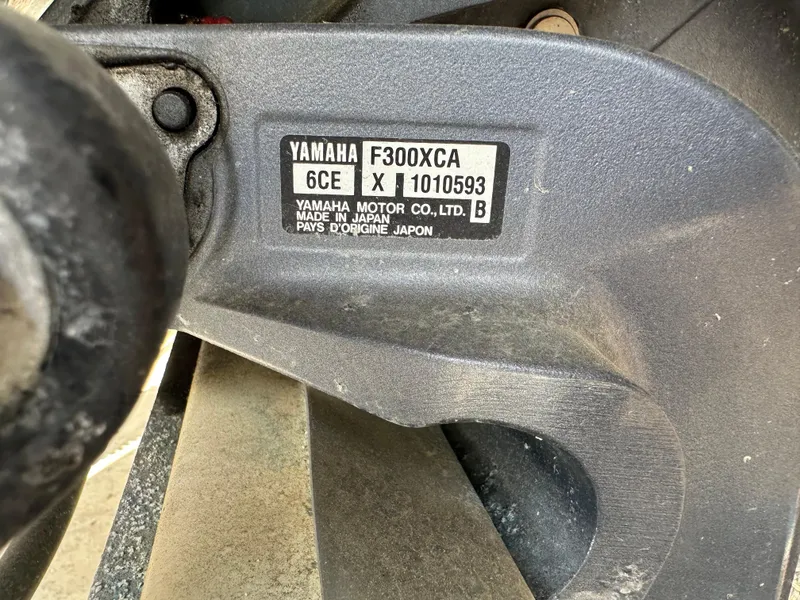 YAMAHA F300XCA
6CE X 1010593
YAMAHA MOTOR CO., LTD. B
MADE IN JAPAN
PAYS D'ORIGINE JAPON